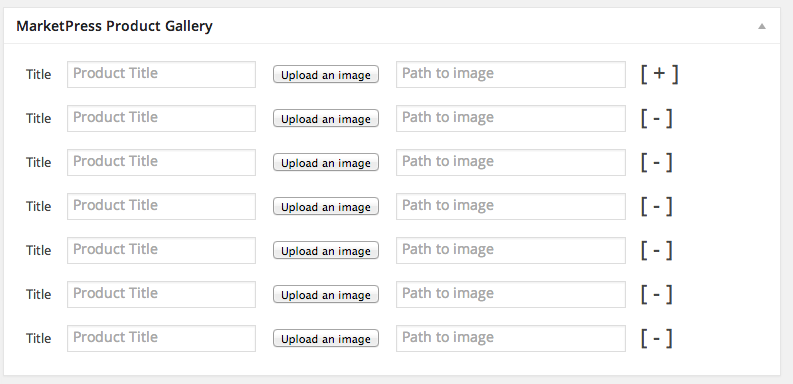 MarketPress Product Gallery
Title Product Title Upload an image Path to image [ + ]
Title Product Title Upload an image Path to image [ - ]
Title Product Title Upload an image Path to image [ - ]
Title Product Title Upload an image Path to image [ - ]
Title Product Title Upload an image Path to image [ - ]
Title Product Title Upload an image Path to image [ - ]
Title Product Title Upload an image Path to image [ - ]